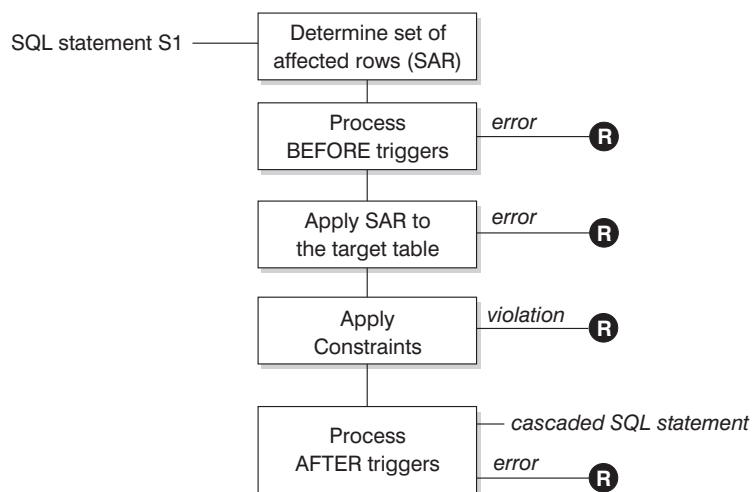 SQL statement S1
Determine set of
affected rows (SAR)
Process
BEFORE triggers
error
R
Apply SAR to
the target table
error
R
Apply
Constraints
violation
R
Process
AFTER triggers
cascaded SQL statement
error
R